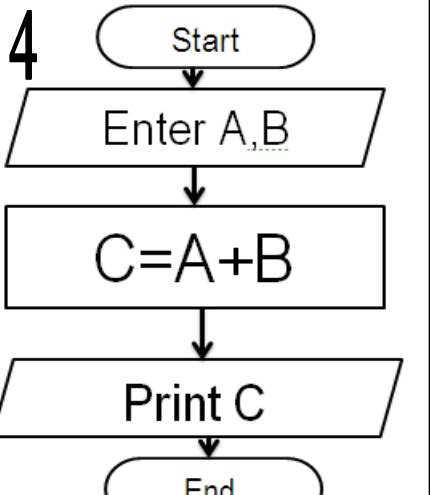 4
Start
Enter A,B
C=A+B
Print C
End